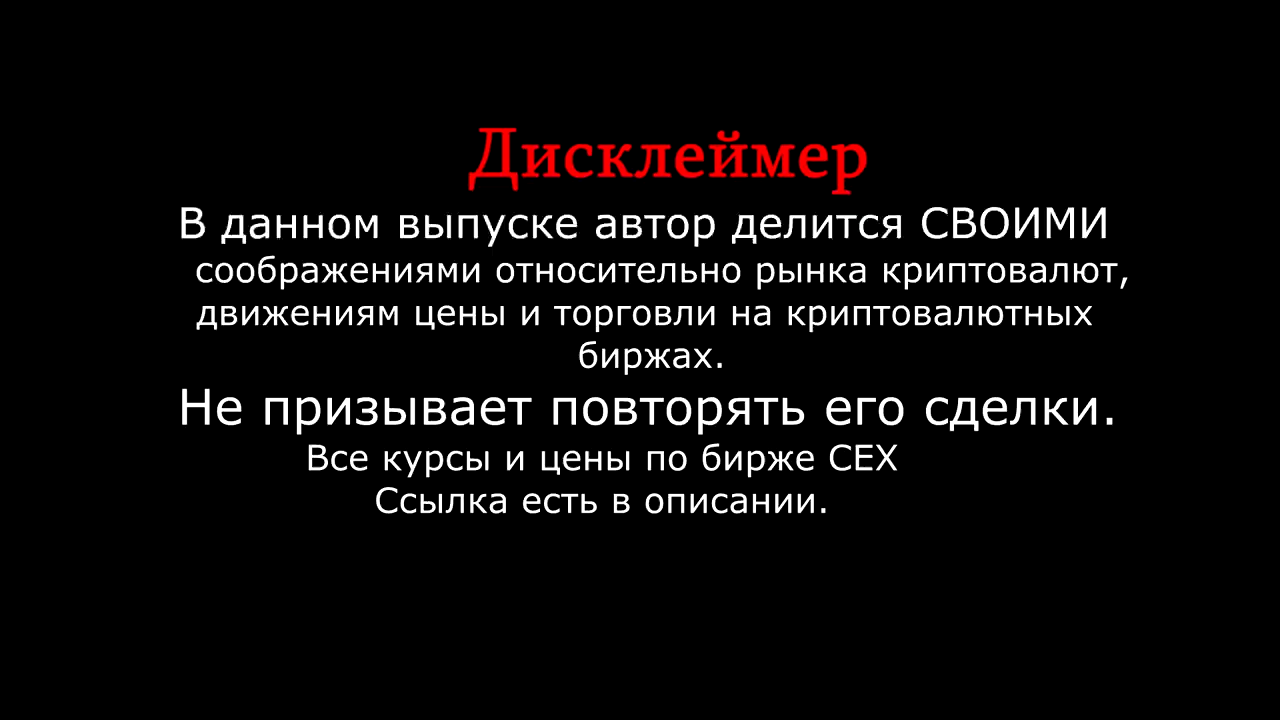 Дисклеймер
В данном выпуске автор делится СВОИМИ
соображениями относительно рынка криптовалют,
движениям цены и торговли на криптовалютных
биржах.
Не призывает повторять его сделки.
Все курсы и цены по бирже CEX
Ссылка есть в описании.